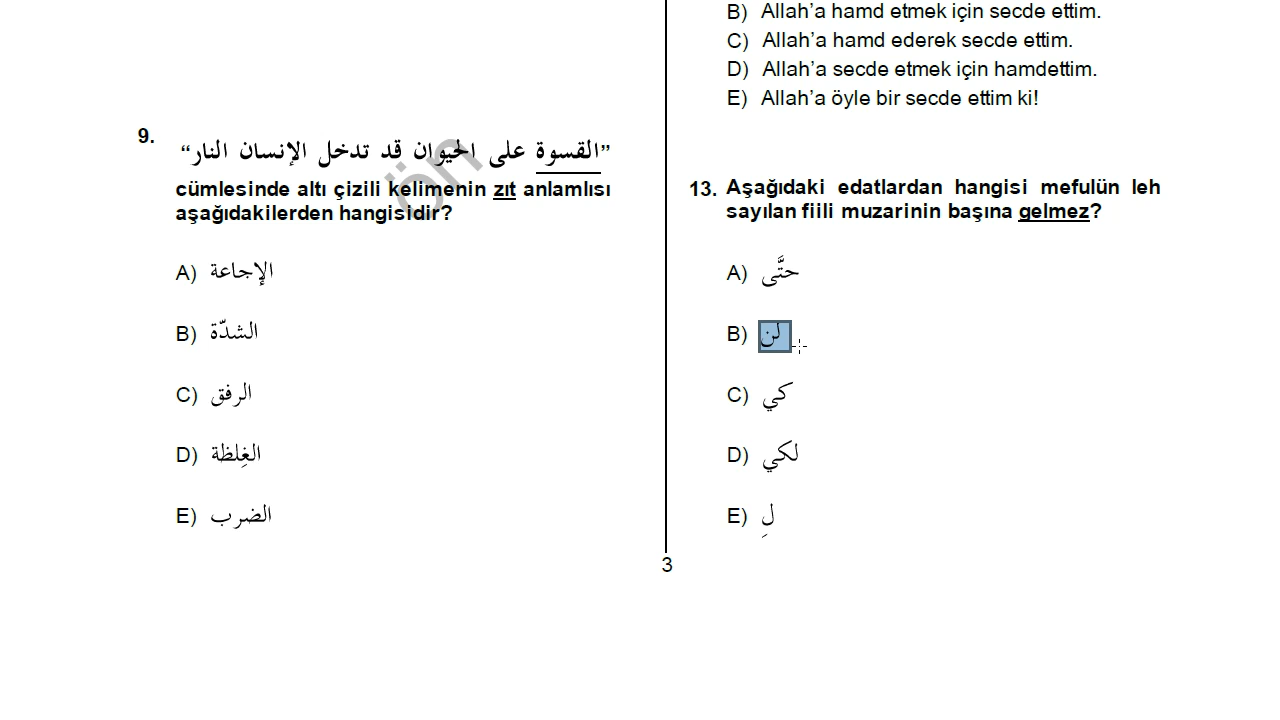 9.
“القسوة على الحيوان قد تدخل الإنسان النار”
cümlesinde altı çizili kelimenin zıt anlamlısı
aşağıdakilerden hangisidir?
A) الإجاعة
B) الشدّة
C) الرفق
D) الغِلظة
E) الضرب
B) Allah’a hamd etmek için secde ettim.
C) Allah’a hamd ederek secde ettim.
D) Allah’a secde etmek için hamdettim.
E) Allah’a öyle bir secde ettim ki!
13. Aşağıdaki edatlardan hangisi mefulün leh
sayılan fiili muzarinin başına gelmez?
A) حتَّى
B) لن
C) كي
D) لكي
E) لِ
3
ön